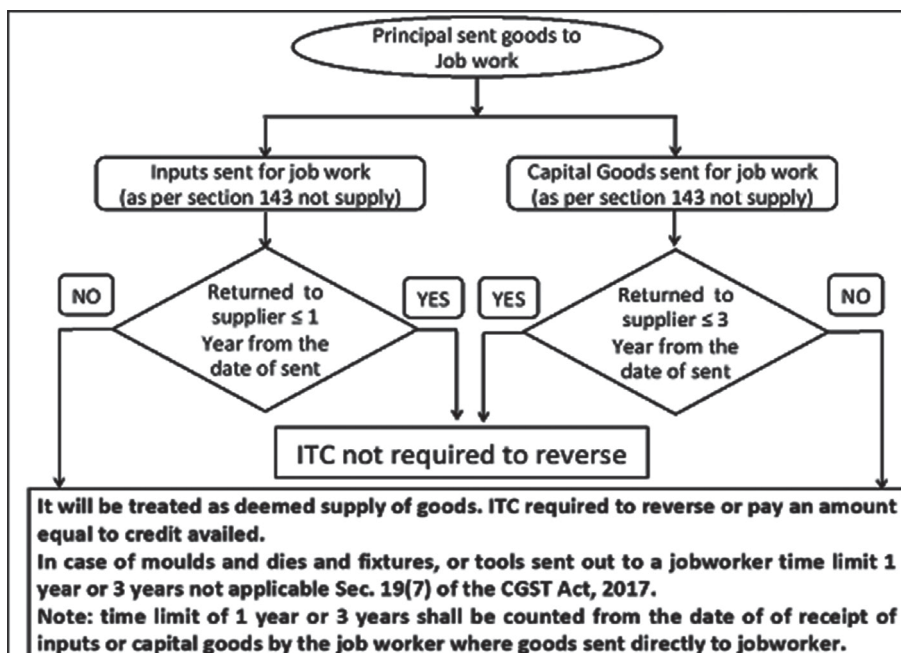 Principal sent goods to
Job work
Inputs sent for job work
(as per section 143 not supply)
Capital Goods sent for job work
(as per section 143 not supply)
NO
Returned to
supplier ≤ 1
Year from the
date of sent
YES
YES
Returned to
supplier ≤ 3
Year from the
date of sent
NO
ITC not required to reverse
It will be treated as deemed supply of goods. ITC required to reverse or pay an amount
equal to credit availed.
In case of moulds and dies and fixtures, or tools sent out to a jobworker time limit 1
year or 3 years not applicable Sec. 19(7) of the CGST Act, 2017.
Note: time limit of 1 year or 3 years shall be counted from the date of of receipt of
inputs or capital goods by the job worker where goods sent directly to jobworker.